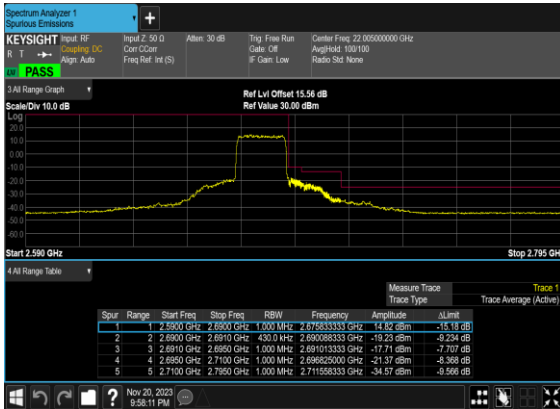 Spectrum Analyzer 1
Spurious Emissions
KEYSIGHT
R T
Input: RF
Coupling: DC
Align: Auto
Input Z: 50 Ω
Corr CCorr
Freq Ref: Int (S)
Atten: 30 dB
Trig: Free Run
Gate: Off
IF Gain: Low
Center Freq: 22.005000000 GHz
Avg|Hold: 100/100
Radio Std: None
PASS
3 All Range Graph
Scale/Div 10.0 dB
Ref Lvl Offset 15.56 dB
Ref Value 30.00 dBm
Log
20.0
10.0
0.00
-10.0
-20.0
-30.0
-40.0
-50.0
-60.0
Start 2.590 GHz
Stop 2.795 GH
4 All Range Table
Measure Trace Trace 1
Trace Type Trace Average (Active)
Spur Range Start Freq Stop Freq RBW Frequency Amplitude ΔLimit
1 1 2.5900 GHz 2.6900 GHz 1.000 MHz 2.675833333 GHz 14.82 dBm -15.18 dB
2 2 2.6900 GHz 2.6910 GHz 430.0 kHz 2.690088333 GHz -19.23 dBm -9.234 dB
3 3 2.6910 GHz 2.6950 GHz 1.000 MHz 2.691013333 GHz -17.71 dBm -7.707 dB
4 4 2.6950 GHz 2.7100 GHz 1.000 MHz 2.696825000 GHz -21.37 dBm -8.368 dB
5 5 2.7100 GHz 2.7950 GHz 1.000 MHz 2.711558333 GHz -34.57 dBm -9.566 dB
Nov 20, 2023
9:58:11 PM